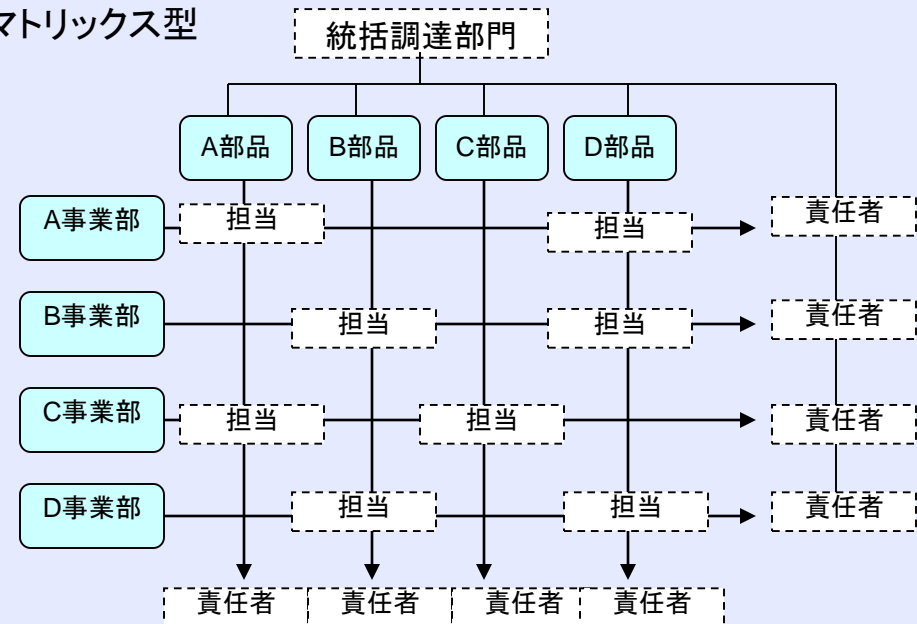 マトリックス型
統括調達部門
A部品 B部品 C部品 D部品
A事業部 担当 担当 責任者
B事業部 担当 担当 責任者
C事業部 担当 担当 責任者
D事業部 担当 担当 責任者
責任者 責任者 責任者 責任者